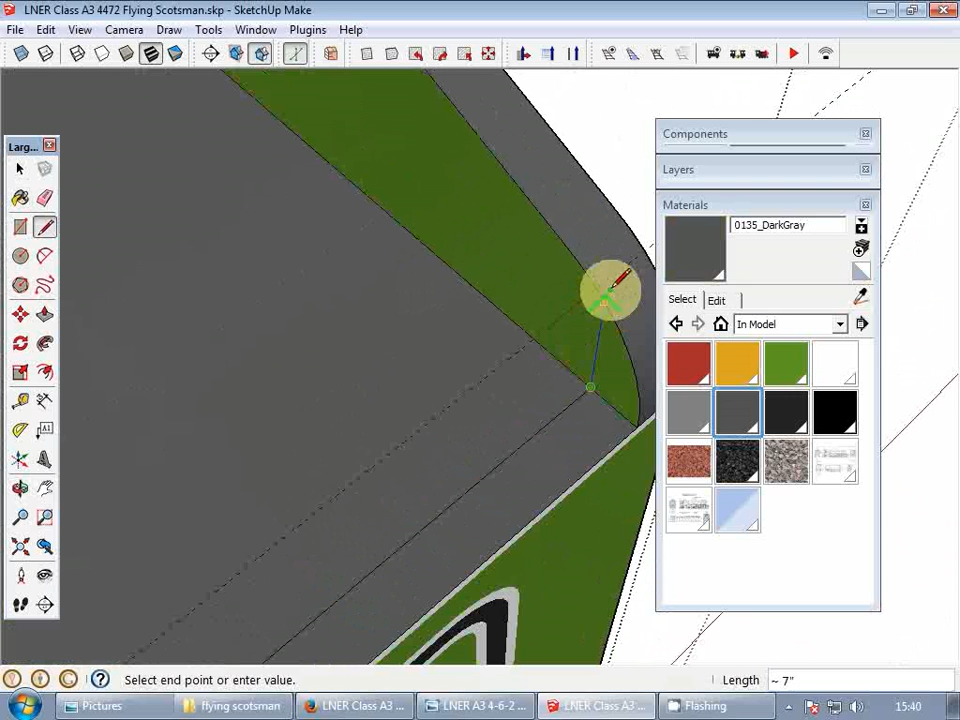 LNER Class A3 4472 Flying Scotsman.skp - SketchUp Make
File Edit View Camera Draw Tools Window Plugins Help
Larg...
A1
Components
Layers
Materials
0135_DarkGray
Select Edit
In Model
Select end point or enter value.
Length ~ 7"
Pictures flying scotsman LNER Class A3 ... LNER A3 4-6-2 ... LNER Class A3 ... Flashing 15:40